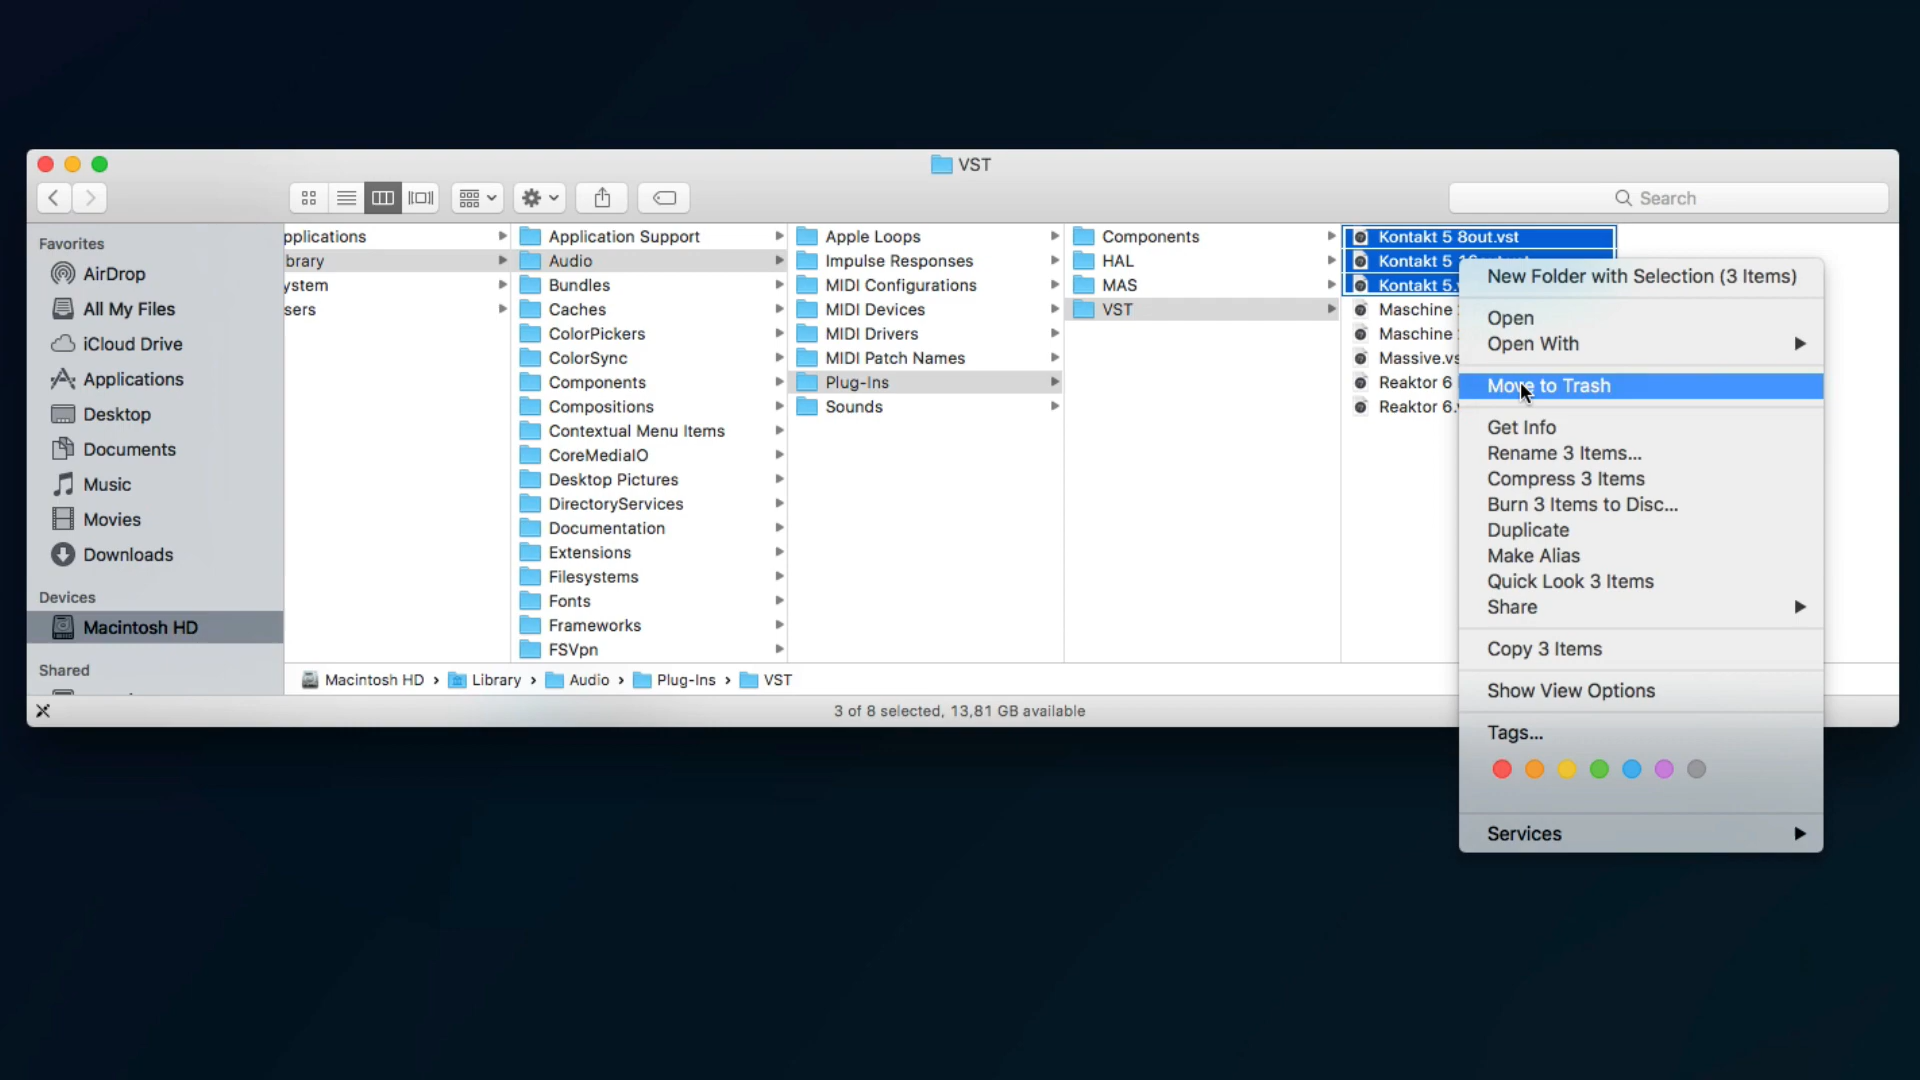 VST
Search
Favorites
AirDrop
All My Files
iCloud Drive
Applications
Desktop
Documents
Music
Movies
Downloads
Devices
Macintosh HD
Shared
pplications
brary
ystem
sers
Application Support
Audio
Bundles
Caches
ColorPickers
ColorSync
Components
Compositions
Contextual Menu Items
CoreMediaIO
Desktop Pictures
DirectoryServices
Documentation
Extensions
Filesystems
Fonts
Frameworks
FSVpn
Apple Loops
Impulse Responses
MIDI Configurations
MIDI Devices
MIDI Drivers
MIDI Patch Names
Plug-Ins
Sounds
Components
HAL
MAS
VST
Kontakt 5 8out.vst
Kontakt 5
Kontakt 5.
Maschine
Maschine
Massive.vs
Reaktor 6
Reaktor 6.
New Folder with Selection (3 Items)
Open
Open With
Move to Trash
Get Info
Rename 3 Items...
Compress 3 Items
Burn 3 Items to Disc...
Duplicate
Make Alias
Quick Look 3 Items
Share
Copy 3 Items
Show View Options
Tags...
Services
Macintosh HD › Library › Audio › Plug-Ins › VST
3 of 8 selected, 13,81 GB available